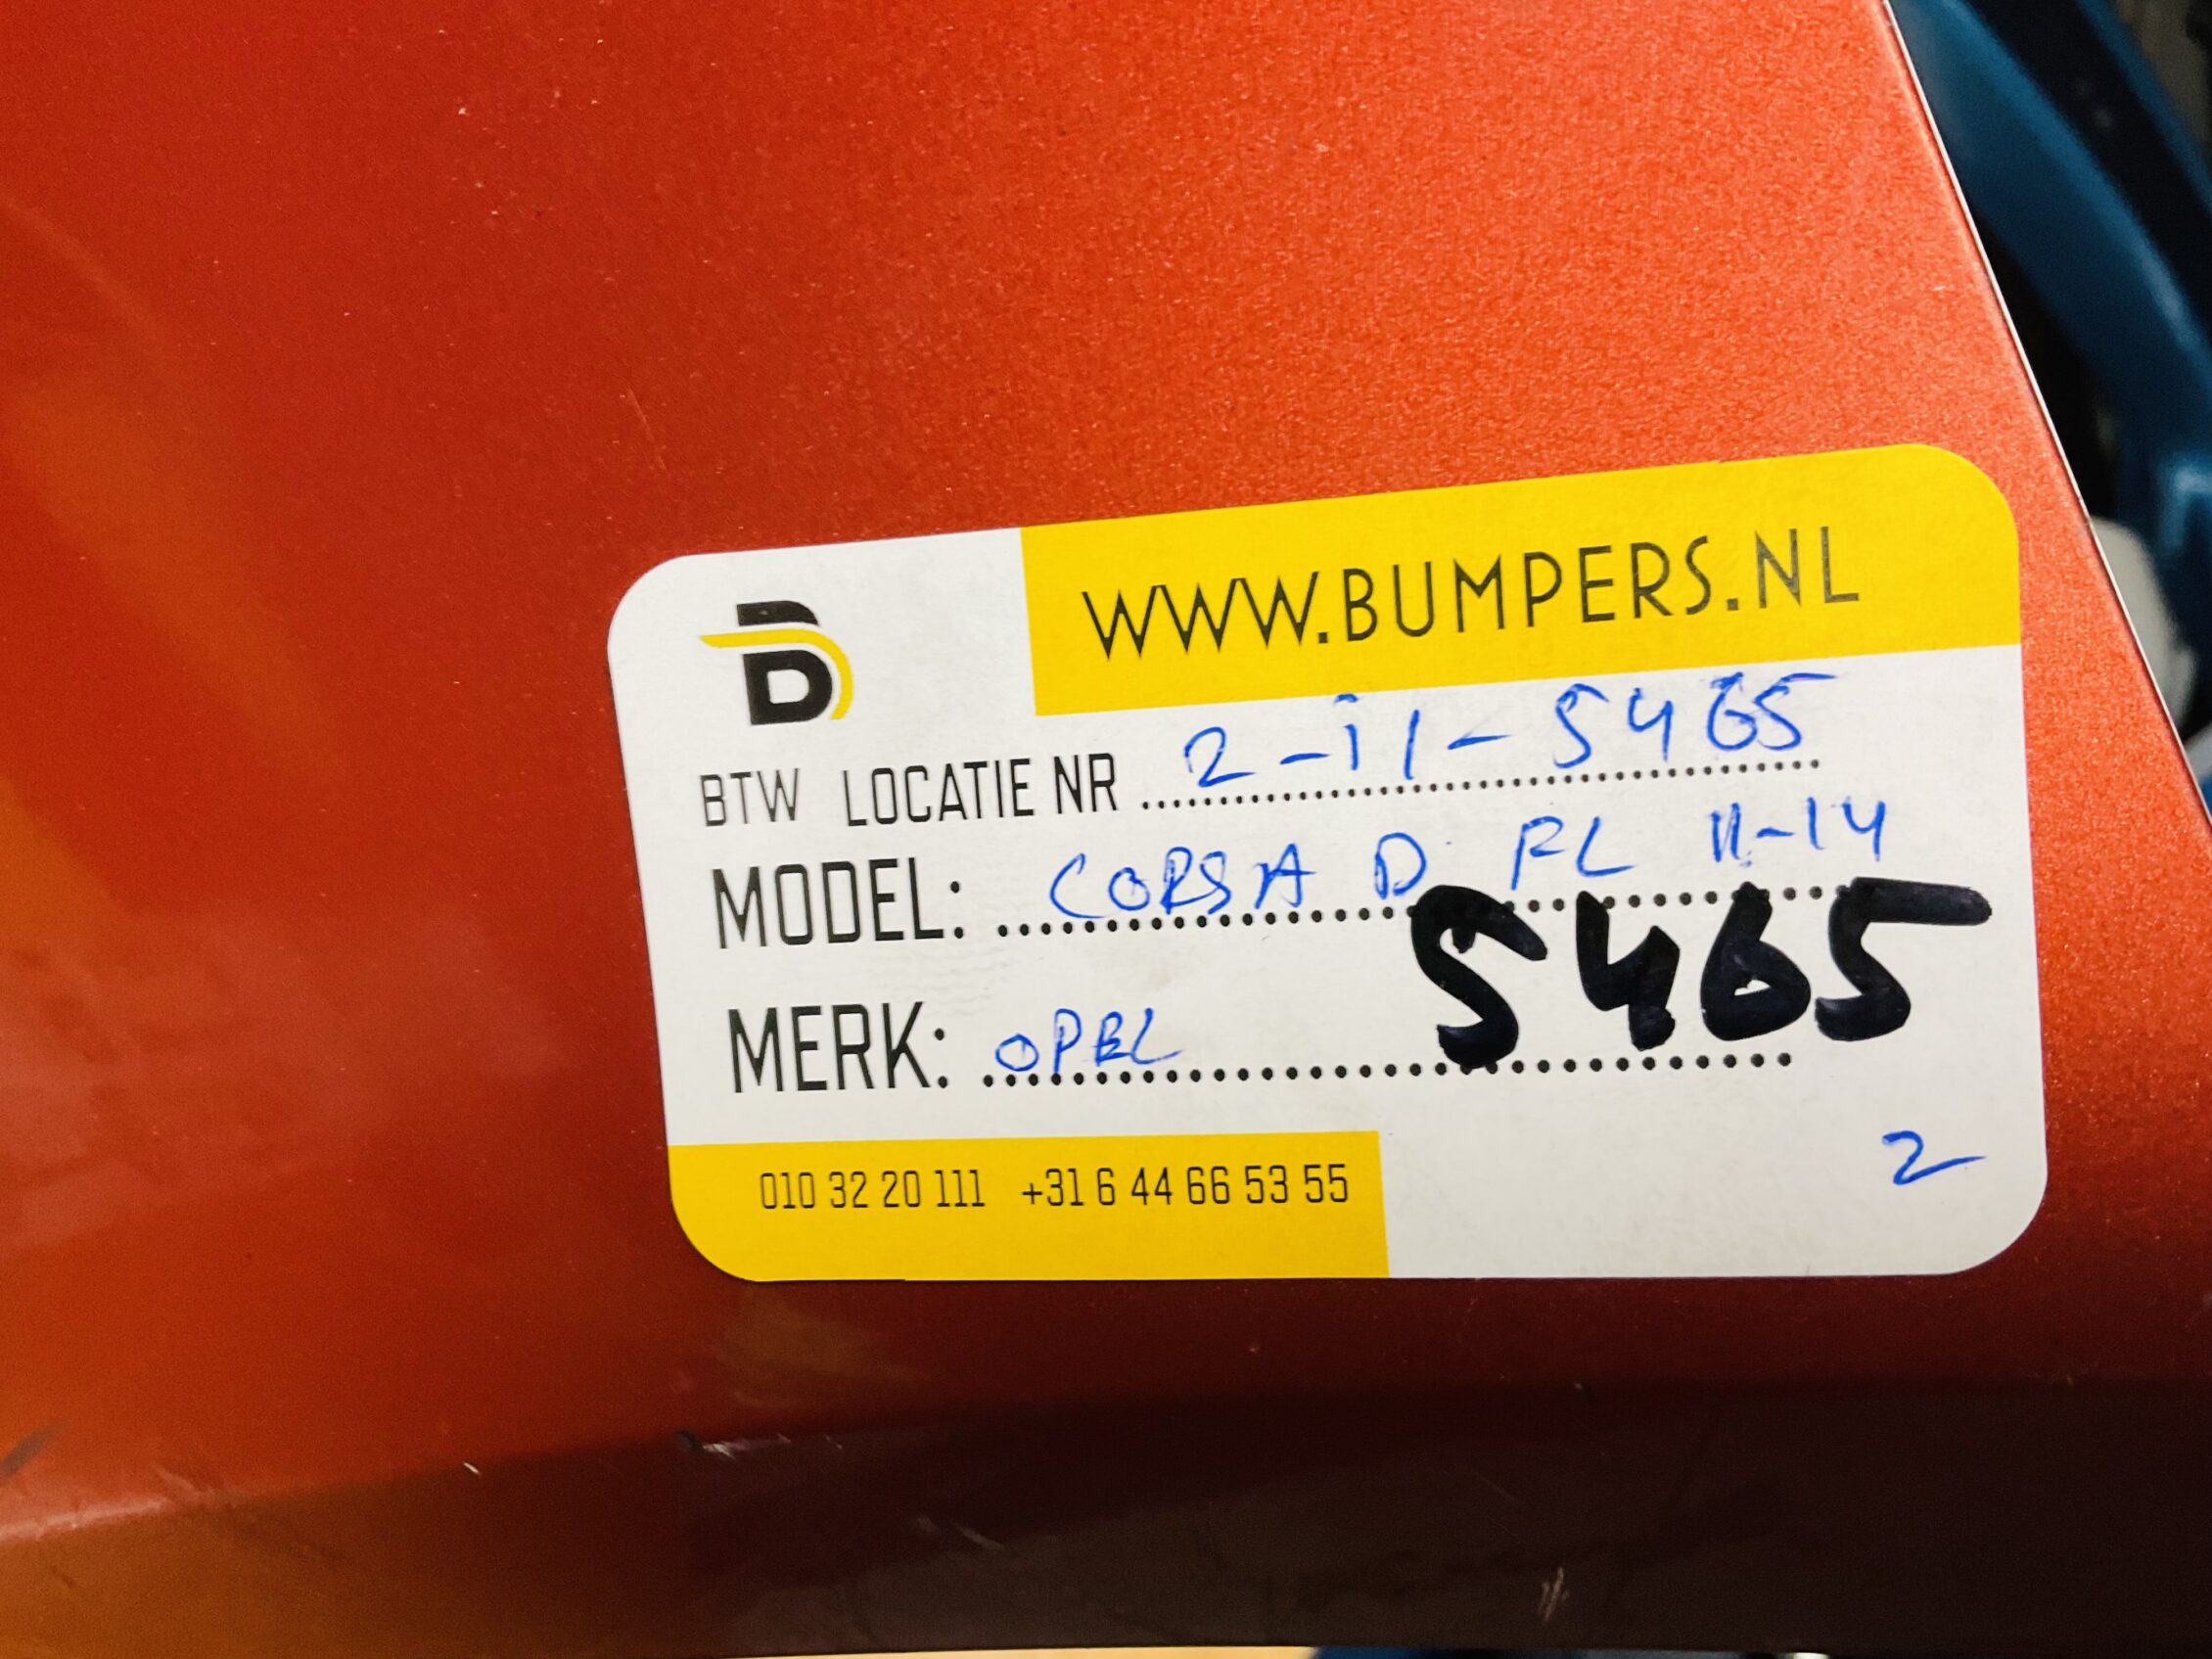 WWW.BUMPERS.NL
BTW LOCATIE NR 2-i1-5465
MODEL: CORSA D FL 11-14
5465
MERK: OPEL
2
010 32 20 111 +31 6 44 66 53 55